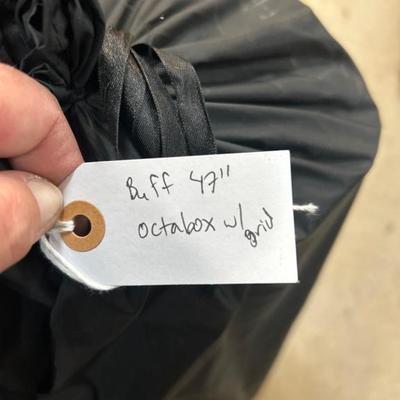 Buff 47"
octabox w/ grid